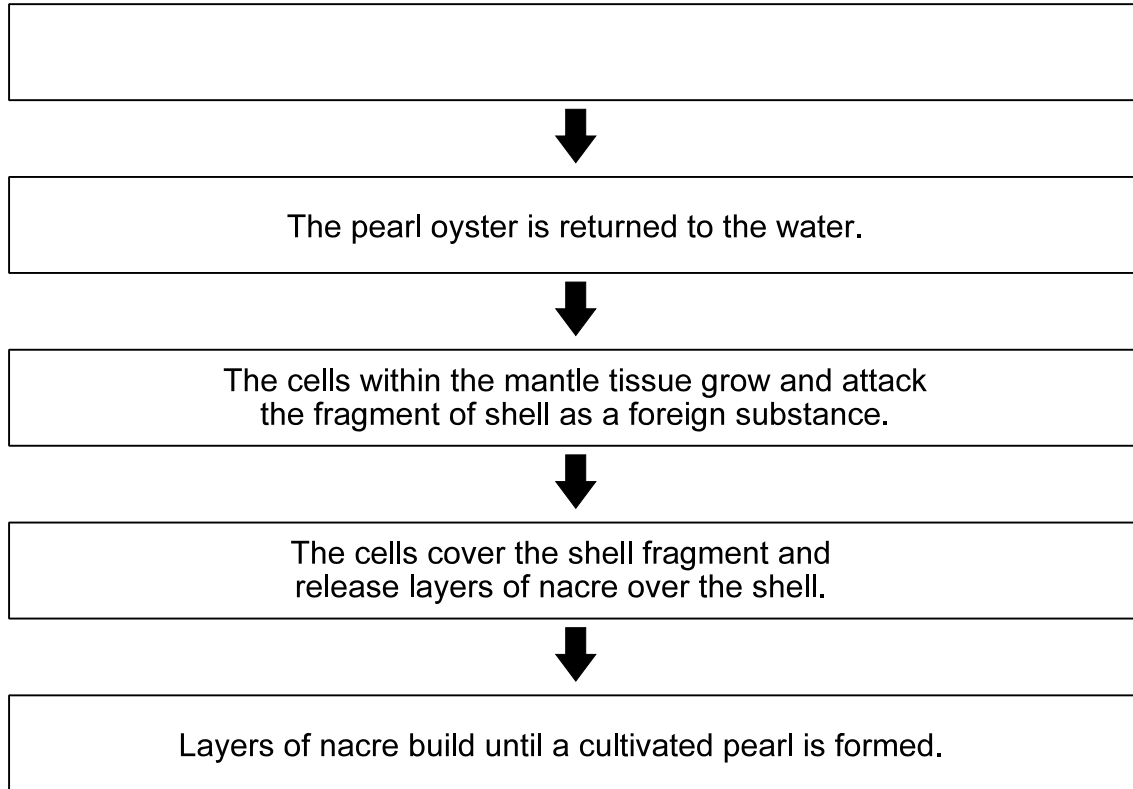 The pearl oyster is returned to the water.
The cells within the mantle tissue grow and attack
the fragment of shell as a foreign substance.
The cells cover the shell fragment and
release layers of nacre over the shell.
Layers of nacre build until a cultivated pearl is formed.